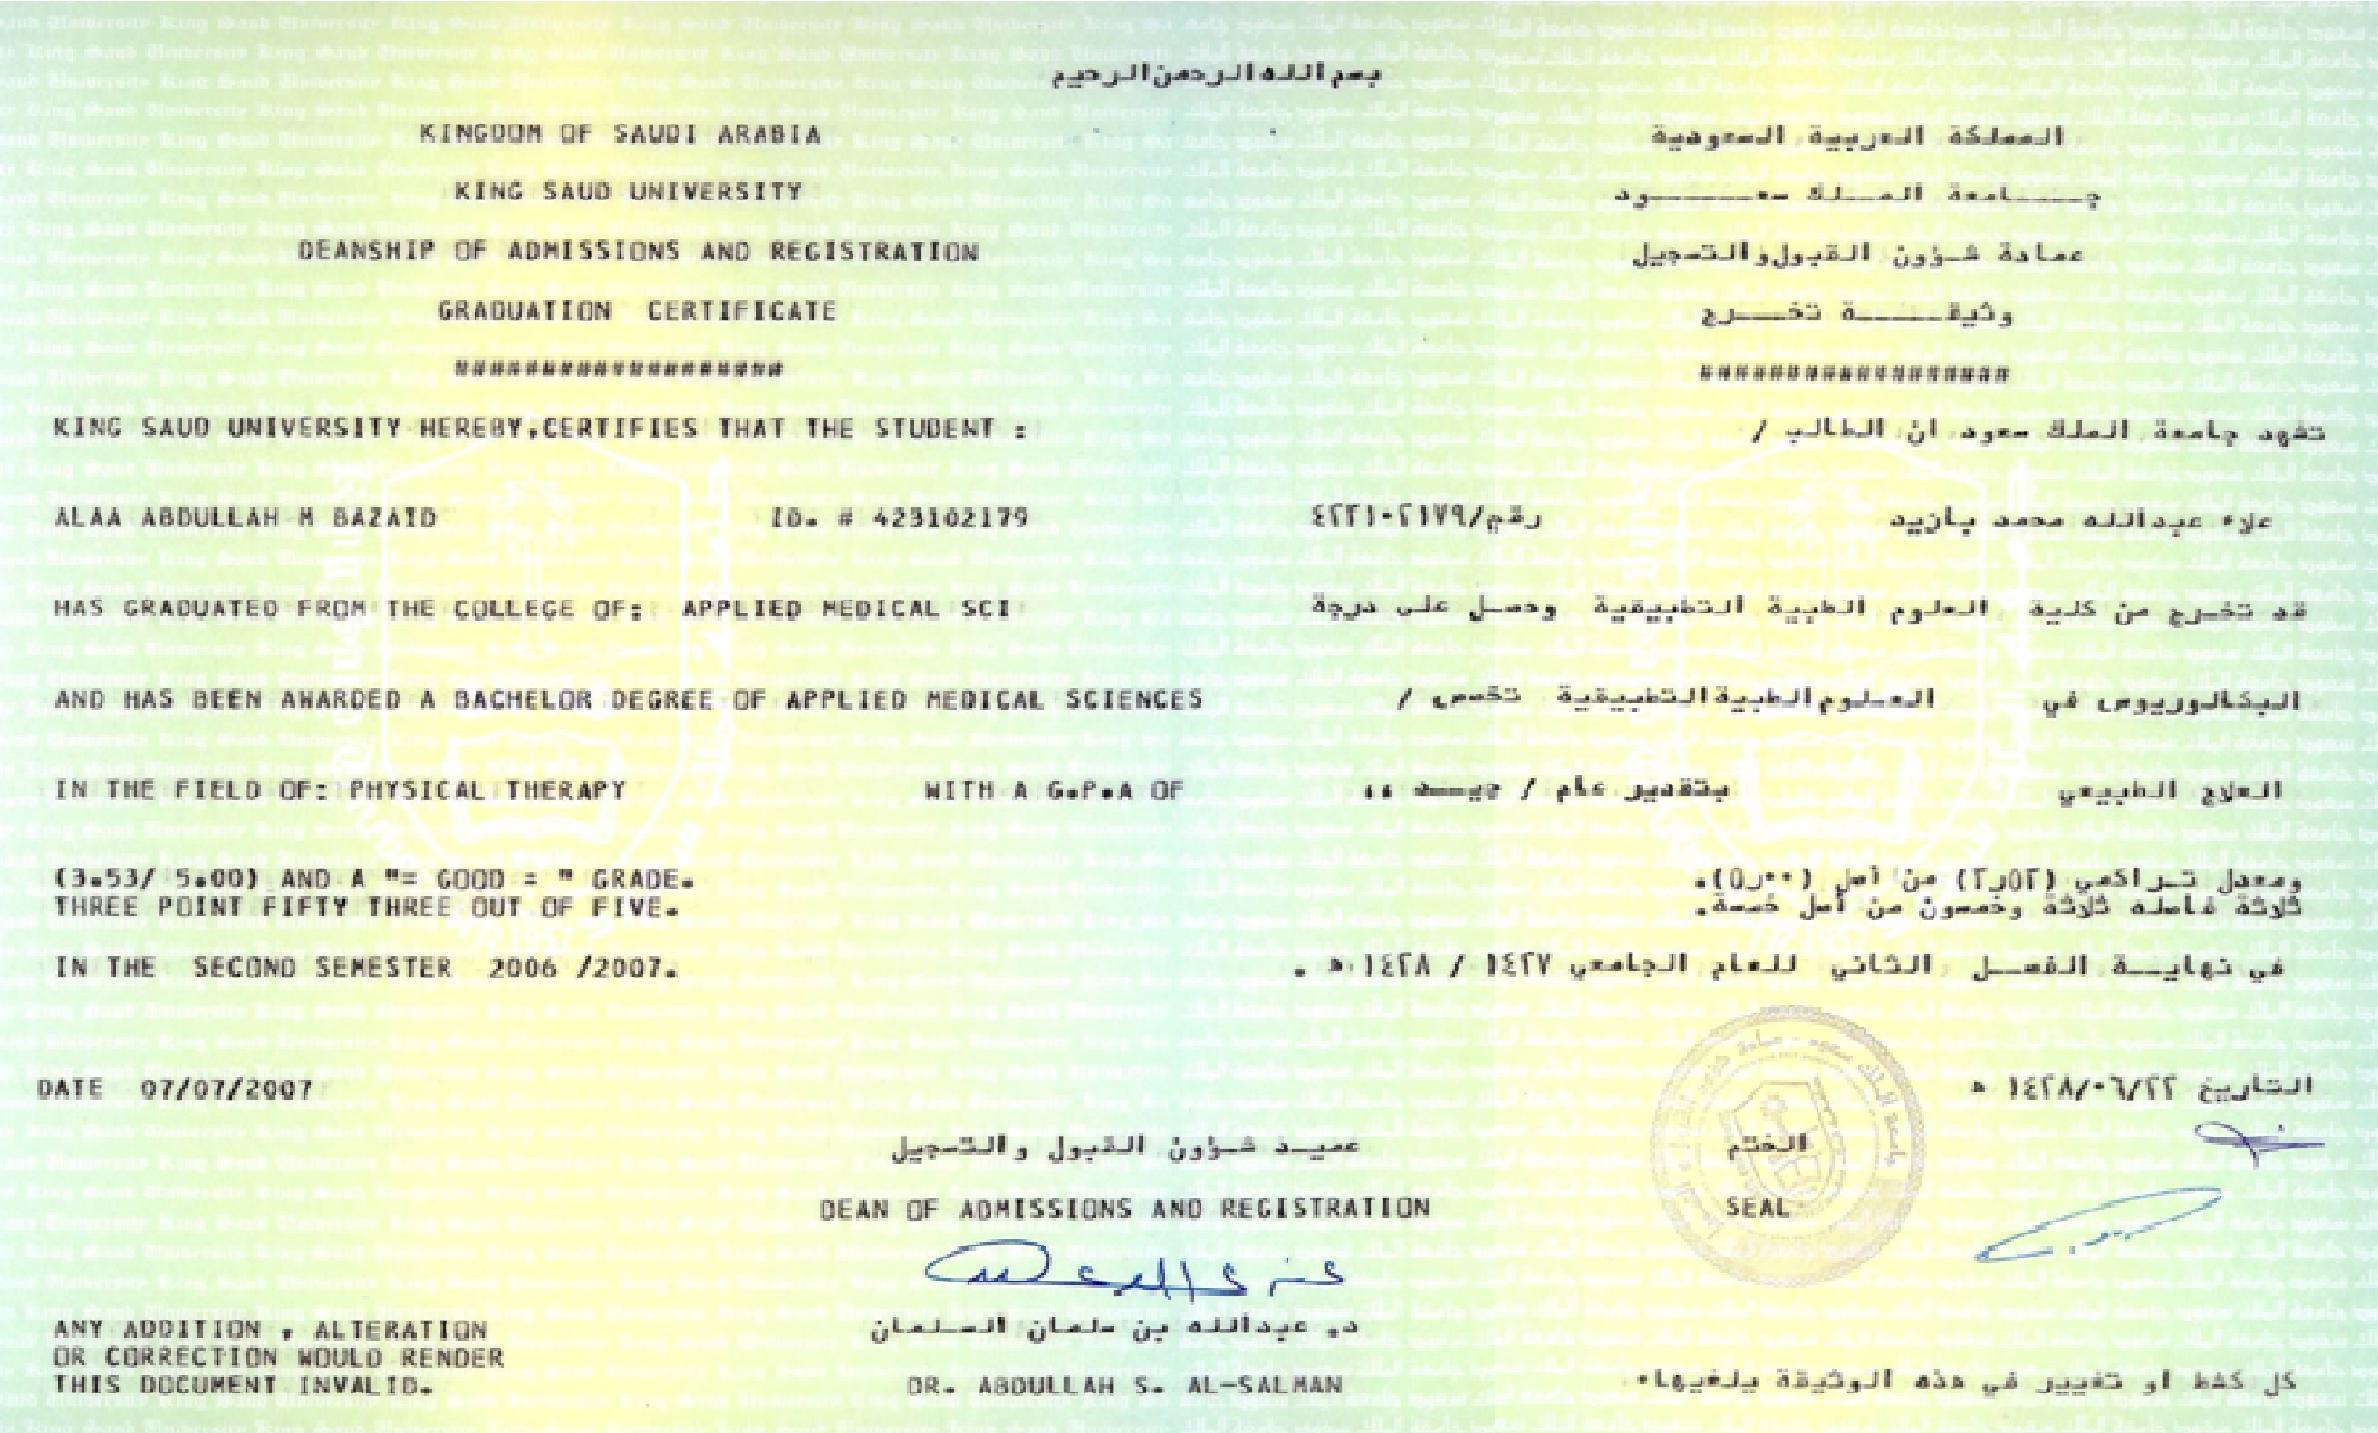 بسم الله الرحمن الرحيم
KINGDOM OF SAUDI ARABIA
KING SAUD UNIVERSITY
DEANSHIP OF ADMISSIONS AND REGISTRATION
GRADUATION CERTIFICATE
###################
KING SAUD UNIVERSITY HEREBY,CERTIFIES THAT THE STUDENT :
ALAA ABDULLAH M BAZAID ID. # 423102179
HAS GRADUATED FROM THE COLLEGE OF: APPLIED MEDICAL SCI
AND HAS BEEN AWARDED A BACHELOR DEGREE OF APPLIED MEDICAL SCIENCES
IN THE FIELD OF: PHYSICAL THERAPY WITH A G.P.A OF
(3.53/ 5.00) AND A "= GOOD = " GRADE.
THREE POINT FIFTY THREE OUT OF FIVE.
IN THE SECOND SEMESTER 2006 /2007.
DATE 07/07/2007
المملكة العربية السعودية
جــــامعة الملك سعــــود
عمادة شؤون القبول والتسجيل
وثيقــــة تخــرج
##################
تشهد جامعة الملك سعود ان الطالب /
علاء عبدالله محمد بازيد رقم/٤٢٣١٠٢١٧٩
قد تخرج من كلية العلوم الطبية التطبيقية وحصل على درجة
البكالوريوس في العلوم الطبية التطبيقية تخصص /
العلاج الطبيعي بتقدير عام / جيــد ،،
ومعدل تراكمي (٣٫٥٣) من أصل (٥٫٠٠).
ثلاثة فاصله ثلاثة وخمسون من أصل خمسة.
في نهايــة الفصــل الثاني للعام الجامعي ١٤٢٧ / ١٤٢٨ ه .
التاريخ ١٤٢٨/٠٦/٢٢ ه
عميــد شؤون القبول والتسجيل
الختم
DEAN OF ADMISSIONS AND REGISTRATION
SEAL
د. عبدالله بن سلمان السلمان
DR. ABDULLAH S. AL-SALMAN
ANY ADDITION , ALTERATION
OR CORRECTION WOULD RENDER
THIS DOCUMENT INVALID.
كل كشط او تغيير في هذه الوثيقة يلغيها.